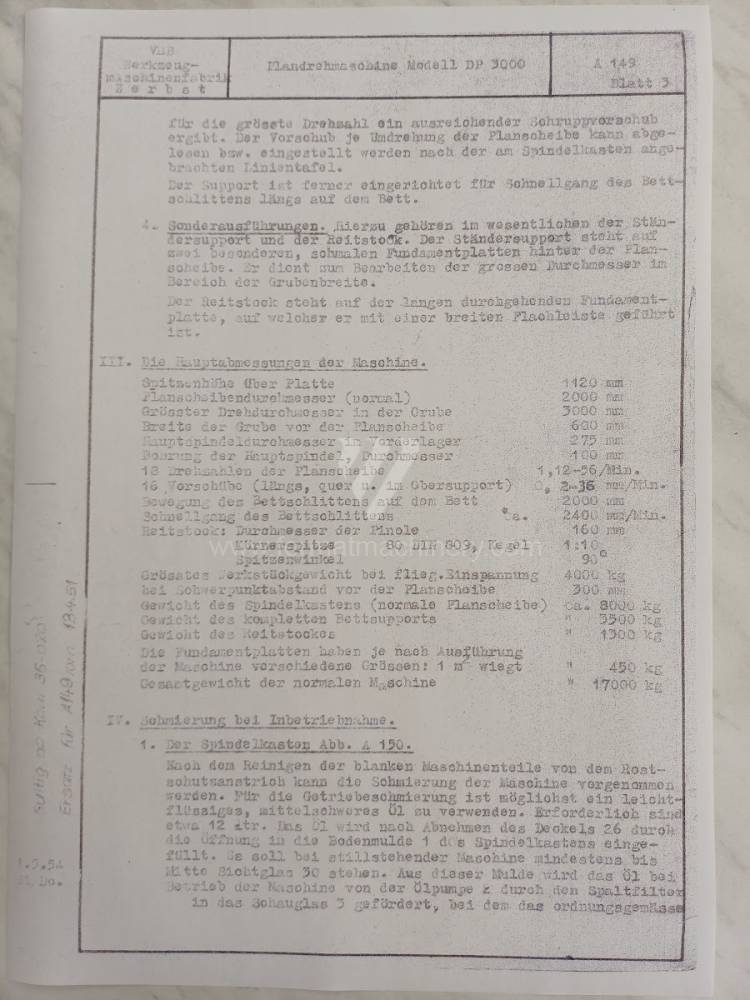 VEB
Werkzeug-
maschinenfabrik
Zerbst
Plandrehmaschine Modell DP 3000
A 149
Blatt 3
für die grösste Drehzahl ein ausreichender Schruppvorschub
ergibt. Der Vorschub je Umdrehung der Planscheibe kann abge-
lesen bzw. eingestellt werden nach der am Spindelkasten ange-
brachten Linientafel.
Der Support ist ferner eingerichtet für Schnellgang des Bett-
schlittens längs auf dem Bett.
4. Sonderausführungen. Hierzu gehören im wesentlichen der Stän-
dersupport und der Reitstock. Der Ständersupport steht auf
zwei besonderen, schmalen Fundamentplatten hinter der Plan-
scheibe. Er dient zum Bearbeiten der grossen Durchmesser im
Bereich der Grubenbreite.
Der Reitstock steht auf der langen durchgehenden Fundament-
platte, auf welcher er mit einer breiten Flachleiste geführt
ist.
III. Die Hauptabmessungen der Maschine.
Spitzenhöhe über Platte 1120 mm
Planscheibendurchmesser (normal) 2000 mm
Grösster Drehdurchmesser in der Grube 3000 mm
Breite der Grube vor der Planscheibe 600 mm
Hauptspindeldurchmesser im Vorderlager 275 mm
Bohrung der Hauptspindel, Durchmesser 100 mm
18 Drehzahlen der Planscheibe 1,12-56/Min.
16 Vorschübe (längs, quer u. im Obersupport) 0,2-36 mm/Min.
Bewegung des Bettschlittens auf dem Bett 2000 mm
Schnellgang des Bettschlittens ca. 2400 mm/Min.
Reitstock: Durchmesser der Pinole 160 mm
Körnerspitze 80 DIN 809, Kegel 1:10
Spitzenwinkel 90°
Grösstes Werkstückgewicht bei flieg.Einspannung 4000 kg
bei Schwerpunktabstand vor der Planscheibe 300 mm
Gewicht des Spindelkastens (normale Planscheibe) ca. 8000 kg
Gewicht des kompletten Bettsupports " 3500 kg
Gewicht des Reitstockes " 1300 kg
Die Fundamentplatten haben je nach Ausführung
der Maschine verschiedene Grössen: 1 m² wiegt " 450 kg
Gesamtgewicht der normalen Maschine " 17000 kg
IV. Schmierung bei Inbetriebnahme.
1. Der Spindelkasten Abb. A 150.
Nach dem Reinigen der blanken Maschinenteile von dem Rost-
schutzanstrich kann die Schmierung der Maschine vorgenommen
werden. Für die Getriebeschmierung ist möglichst ein leicht-
flüssiges, mittelschweres Öl zu verwenden. Erforderlich sind
etwa 12 ltr. Das Öl wird nach Abnehmen des Deckels 26 durch
die Öffnung in die Bodenmulde 1 des Spindelkastens einge-
füllt. Es soll bei stillstehender Maschine mindestens bis
Mitte Sichtglas 30 stehen. Aus dieser Mulde wird das Öl bei
Betrieb der Maschine von der Ölpumpe 2 durch den Spaltfilter
in das Schauglas 3 gefördert, bei dem das ordnungsgemässe
Gültig ab
Ersatz für A149 vom 13.4.51